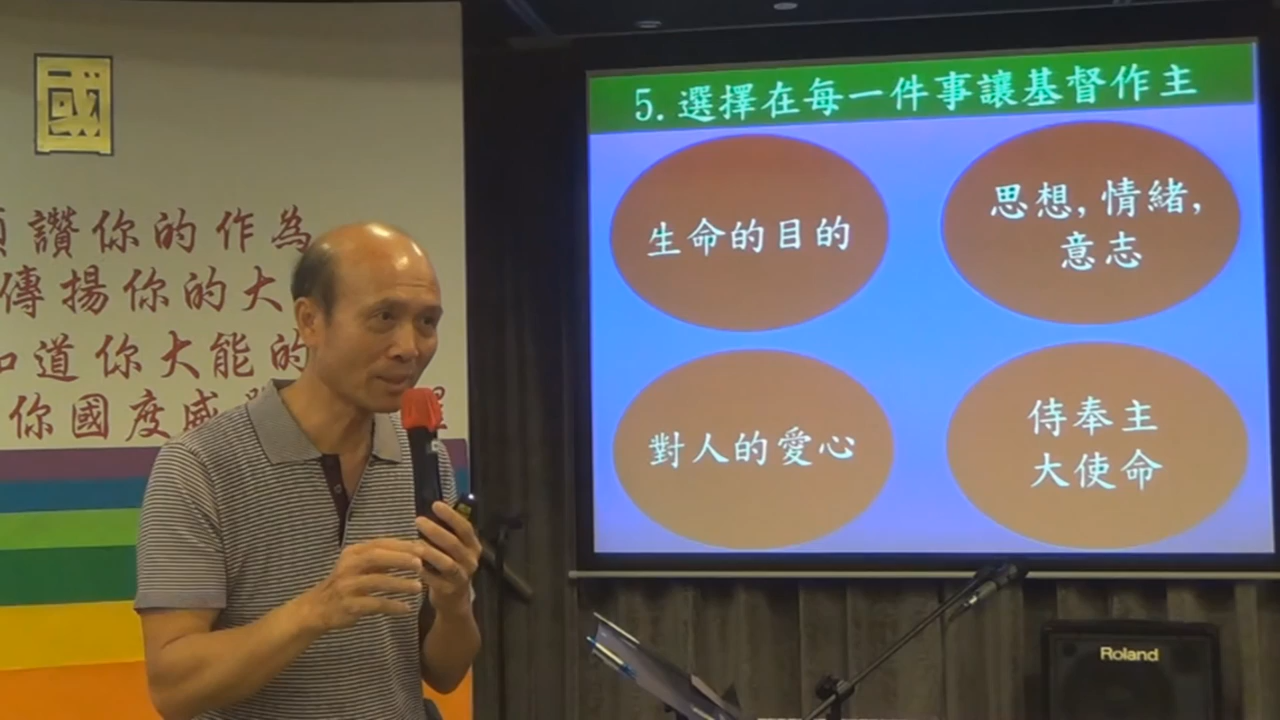 國
讚你的作為
傳揚你的大
道你大能的
你國度威
5. 選擇在每一件事讓基督作主
生命的目的
思想, 情緒,
意志
對人的愛心
侍奉主
大使命
Roland